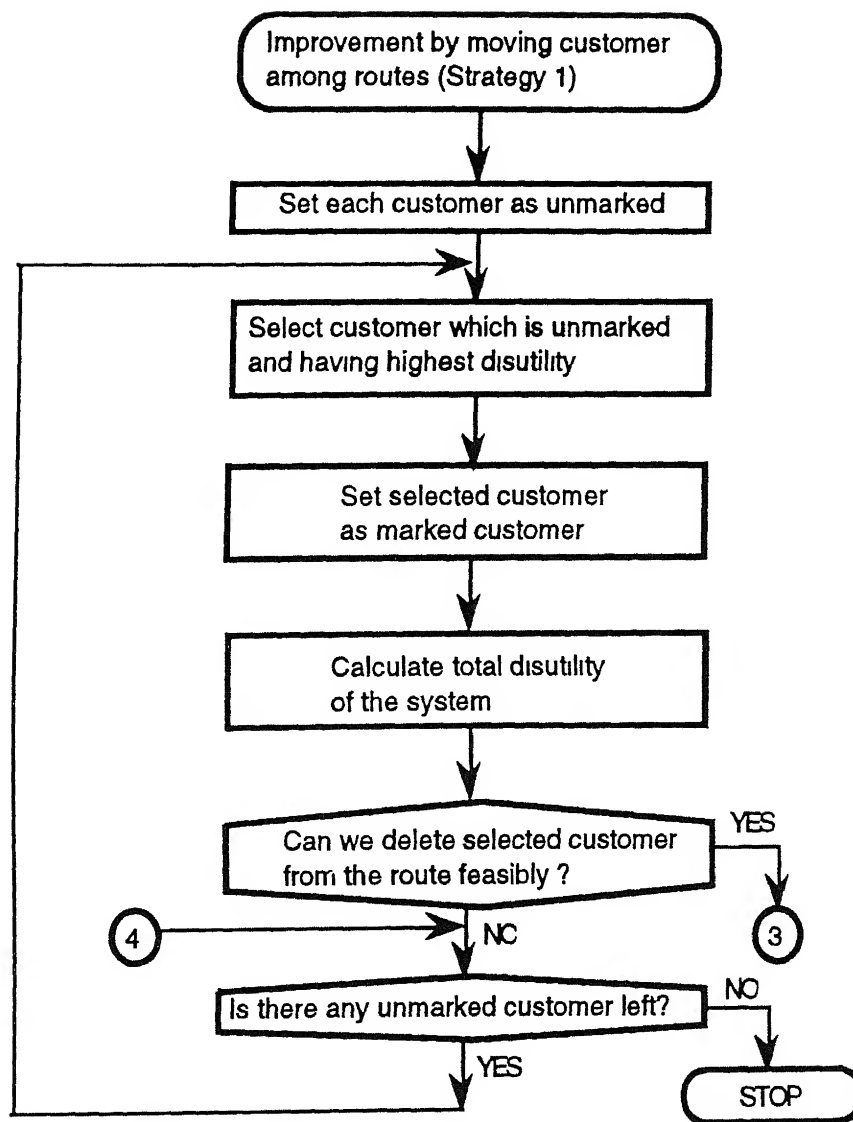 Improvement by moving customer
among routes (Strategy 1)
Set each customer as unmarked
Select customer which is unmarked
and having highest disutility
Set selected customer
as marked customer
Calculate total disutility
of the system
Can we delete selected customer
from the route feasibly ?
YES
3
4
NO
Is there any unmarked customer left?
NO
YES
STOP